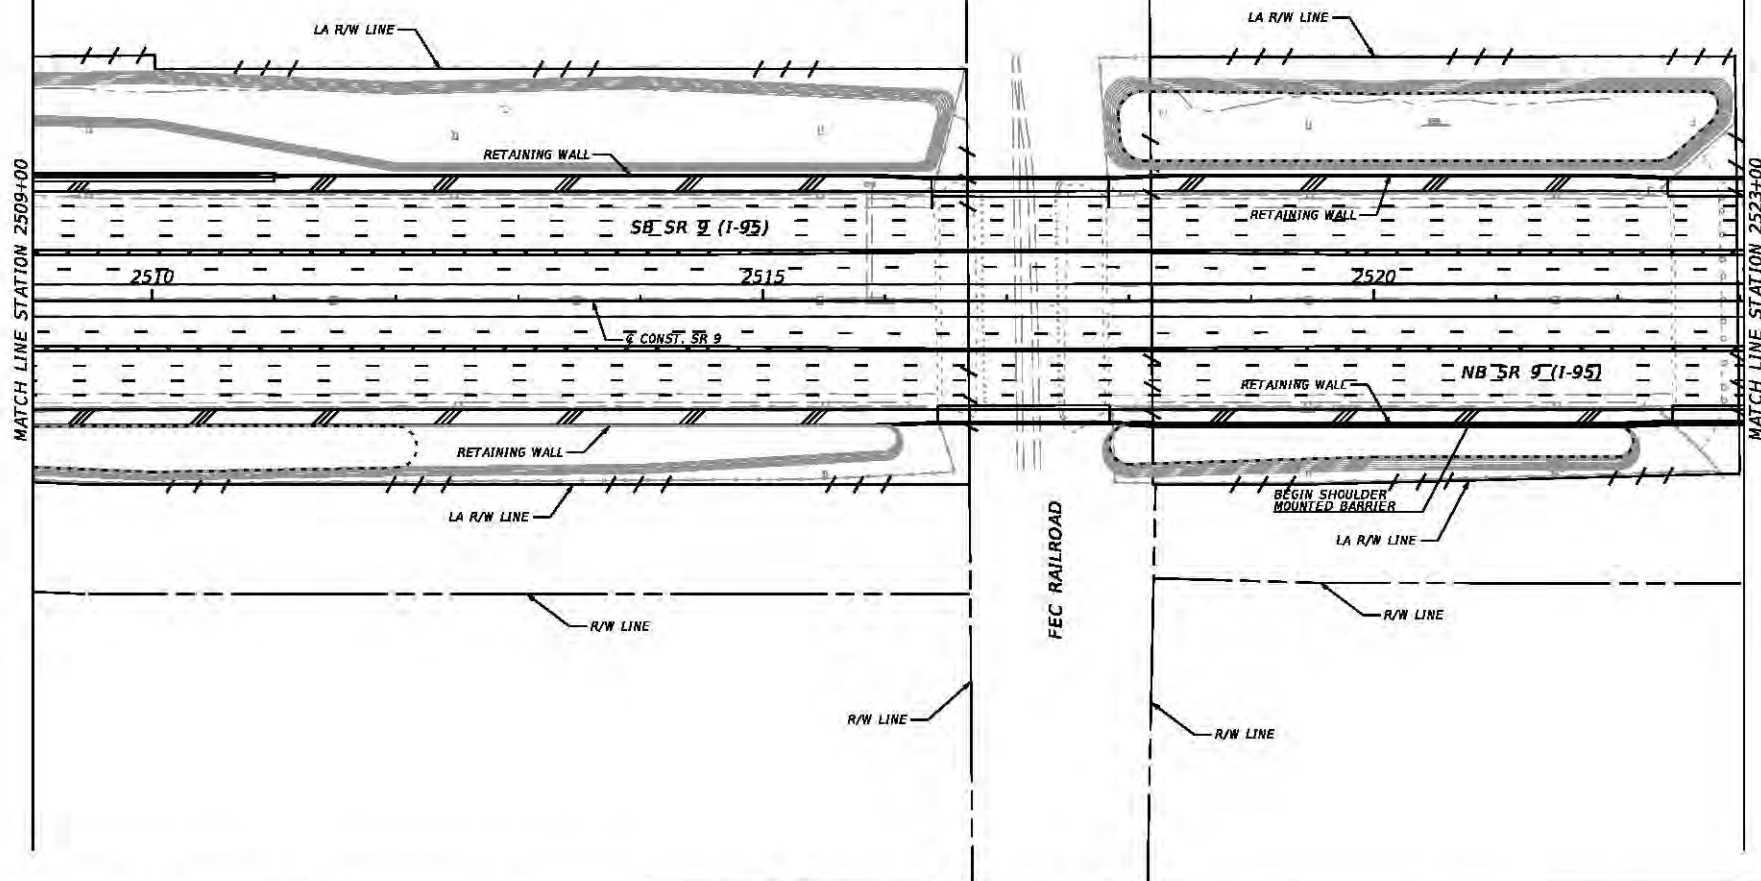 LA R/W LINE
LA R/W LINE
RETAINING WALL
RETAINING WALL
SB SR 9 (I-95)
2510
2515
2520
℄ CONST. SR 9
NB SR 9 (I-95)
RETAINING WALL
RETAINING WALL
BEGIN SHOULDER
MOUNTED BARRIER
LA R/W LINE
LA R/W LINE
FEC RAILROAD
R/W LINE
R/W LINE
R/W LINE
R/W LINE
MATCH LINE STATION 2509+00
MATCH LINE STATION 2523+00